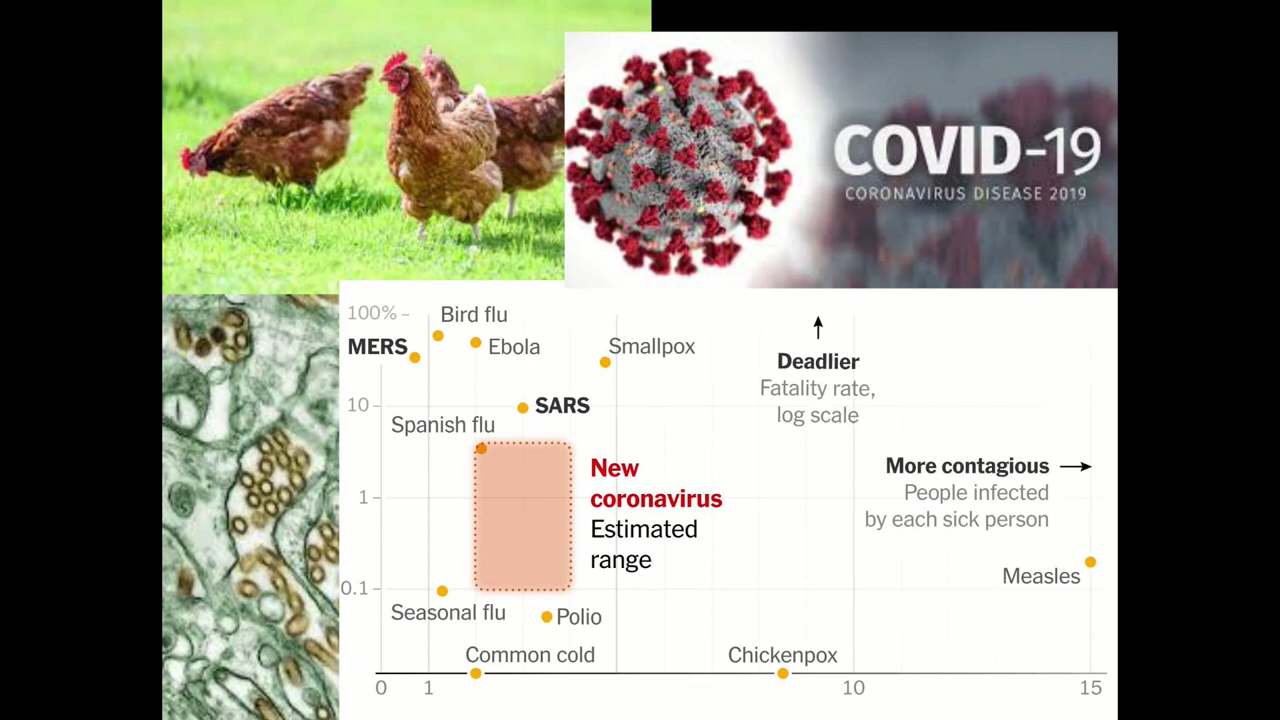 COVID-19
CORONAVIRUS DISEASE 2019
100%
Bird flu
MERS
Ebola
Smallpox
Deadlier
Fatality rate,
log scale
10
SARS
Spanish flu
New
coronavirus
Estimated
range
More contagious
People infected
by each sick person
1
0.1
Measles
Seasonal flu
Polio
Common cold
Chickenpox
0
1
10
15